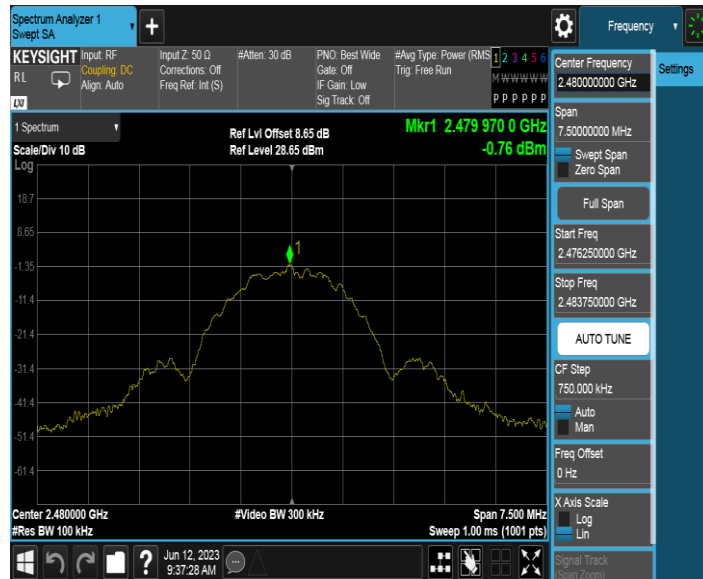 Spectrum Analyzer 1
Swept SA
+
Frequency
KEYSIGHT
RL
LXI
Input: RF
Coupling: DC
Align: Auto
Input Z: 50 Ω
Corrections: Off
Freq Ref: Int (S)
#Atten: 30 dB
PNO: Best Wide
Gate: Off
IF Gain: Low
Sig Track: Off
#Avg Type: Power (RMS
Trig: Free Run
1 2 3 4 5 6
M W W W W W
P P P P P P
1 Spectrum
Scale/Div 10 dB
Ref Lvl Offset 8.65 dB
Ref Level 28.65 dBm
Mkr1 2.479 970 0 GHz
-0.76 dBm
Log
18.7
8.65
-1.35
-11.4
-21.4
-31.4
-41.4
-51.4
-61.4
1
Center 2.480000 GHz
#Res BW 100 kHz
#Video BW 300 kHz
Span 7.500 MHz
Sweep 1.00 ms (1001 pts)
Jun 12, 2023
9:37:28 AM
?
Center Frequency
2.480000000 GHz
Settings
Span
7.50000000 MHz
Swept Span
Zero Span
Full Span
Start Freq
2.476250000 GHz
Stop Freq
2.483750000 GHz
AUTO TUNE
CF Step
750.000 kHz
Auto
Man
Freq Offset
0 Hz
X Axis Scale
Log
Lin
Signal Track
(Span Zoom)